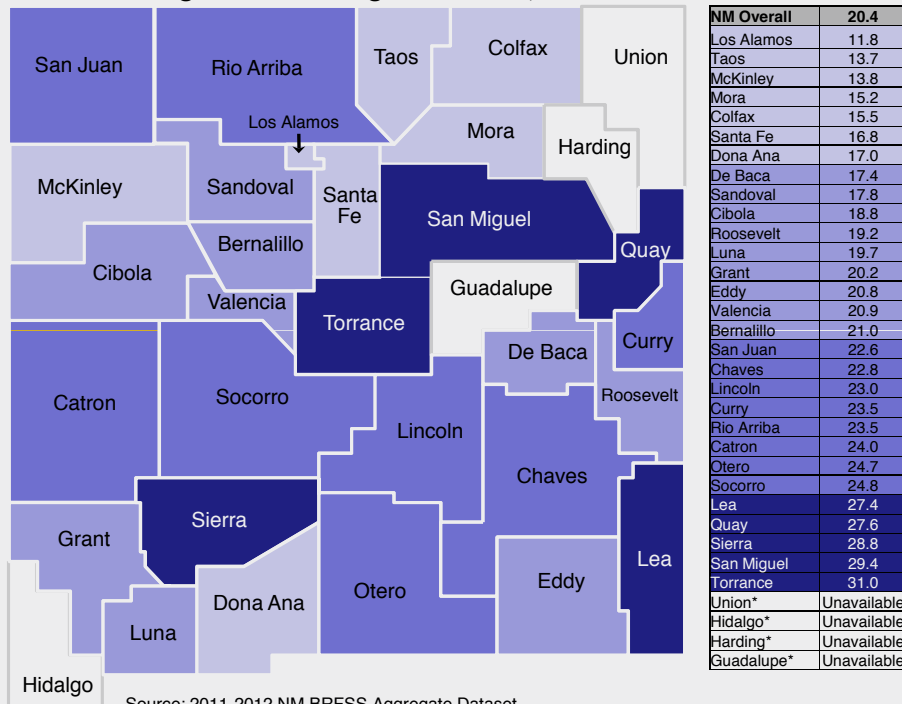 San Juan
Rio Arriba
Taos
Colfax
Union
Los Alamos
Mora
Harding
McKinley
Sandoval
Santa
Fe
San Miguel
Bernalillo
Quay
Cibola
Valencia
Guadalupe
Torrance
Curry
De Baca
Catron
Socorro
Roosevelt
Lincoln
Chaves
Sierra
Grant
Lea
Otero
Eddy
Dona Ana
Luna
Hidalgo
NM Overall 20.4
Los Alamos 11.8
Taos 13.7
McKinley 13.8
Mora 15.2
Colfax 15.5
Santa Fe 16.8
Dona Ana 17.0
De Baca 17.4
Sandoval 17.8
Cibola 18.8
Roosevelt 19.2
Luna 19.7
Grant 20.2
Eddy 20.8
Valencia 20.9
Bernalillo 21.0
San Juan 22.6
Chaves 22.8
Lincoln 23.0
Curry 23.5
Rio Arriba 23.5
Catron 24.0
Otero 24.7
Socorro 24.8
Lea 27.4
Quay 27.6
Sierra 28.8
San Miguel 29.4
Torrance 31.0
Union* Unavailable
Hidalgo* Unavailable
Harding* Unavailable
Guadalupe* Unavailable
Source: 2011-2012 NM BRFSS Aggregate Dataset